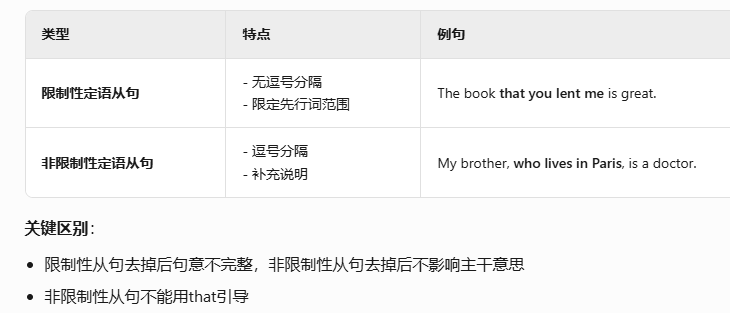 类型 特点 例句
限制性定语从句 - 无逗号分隔 The book that you lent me is great.
- 限定先行词范围
非限制性定语从句 - 逗号分隔 My brother, who lives in Paris, is a doctor.
- 补充说明
关键区别：
• 限制性从句去掉后句意不完整，非限制性从句去掉后不影响主干意思
• 非限制性从句不能用that引导